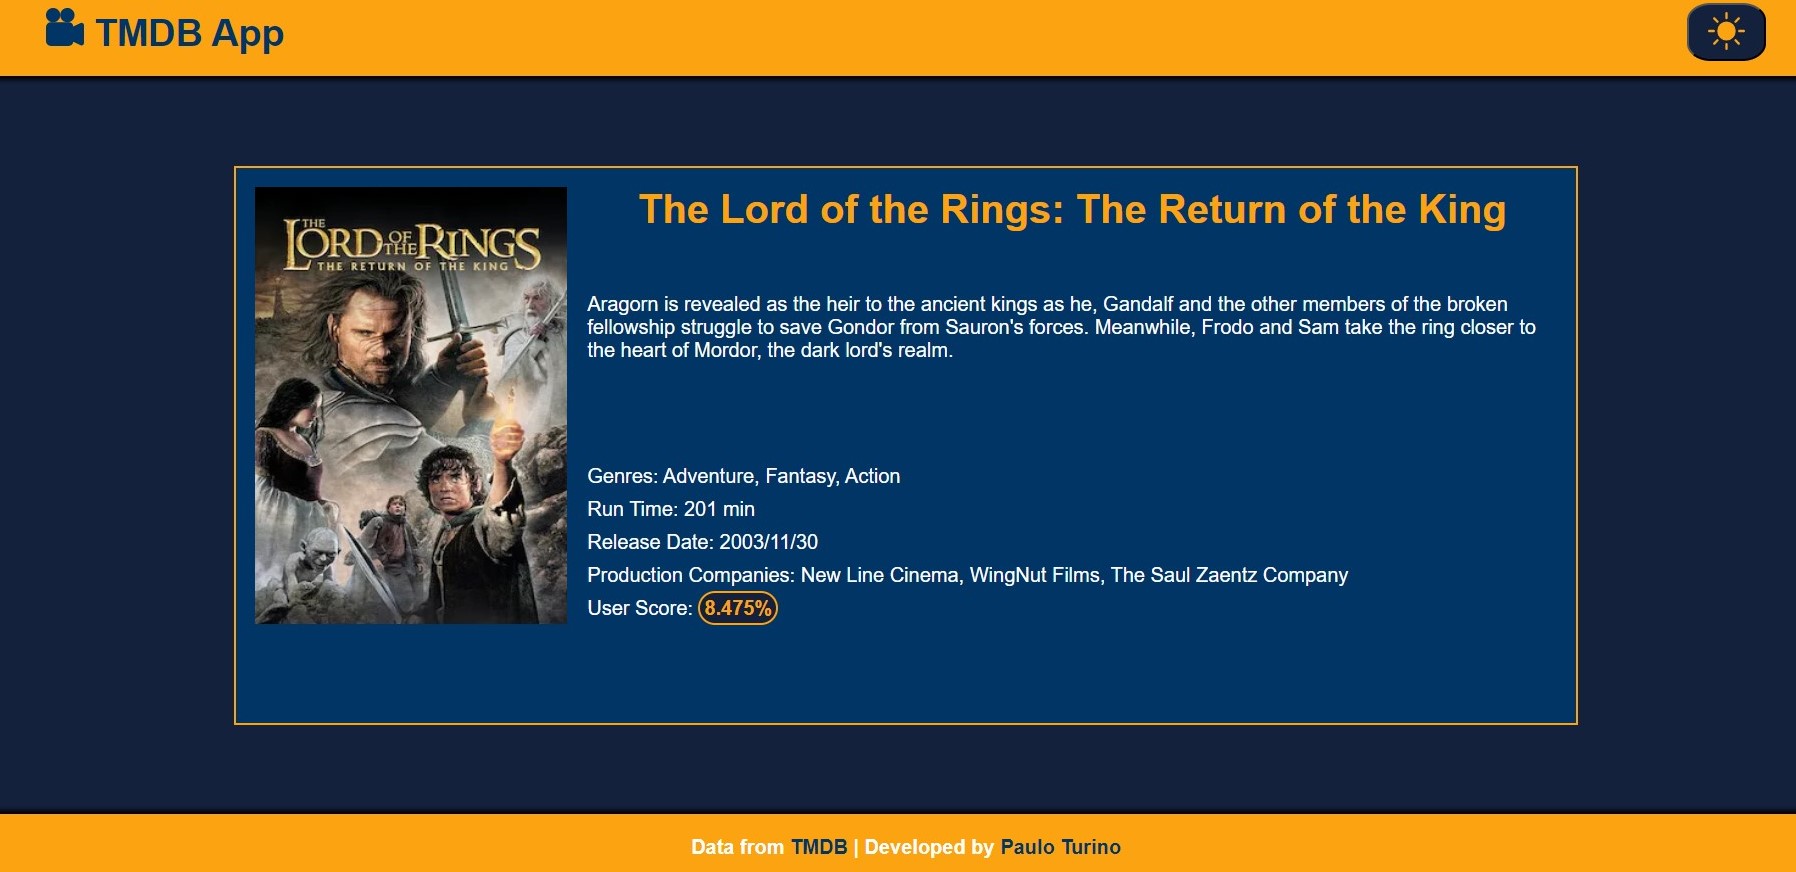 TMDB App
THE
LORD OF THE RINGS
THE RETURN OF THE KING
The Lord of the Rings: The Return of the King
Aragorn is revealed as the heir to the ancient kings as he, Gandalf and the other members of the broken
fellowship struggle to save Gondor from Sauron's forces. Meanwhile, Frodo and Sam take the ring closer to
the heart of Mordor, the dark lord's realm.
Genres: Adventure, Fantasy, Action
Run Time: 201 min
Release Date: 2003/11/30
Production Companies: New Line Cinema, WingNut Films, The Saul Zaentz Company
User Score: 8.475%
Data from TMDB | Developed by Paulo Turino